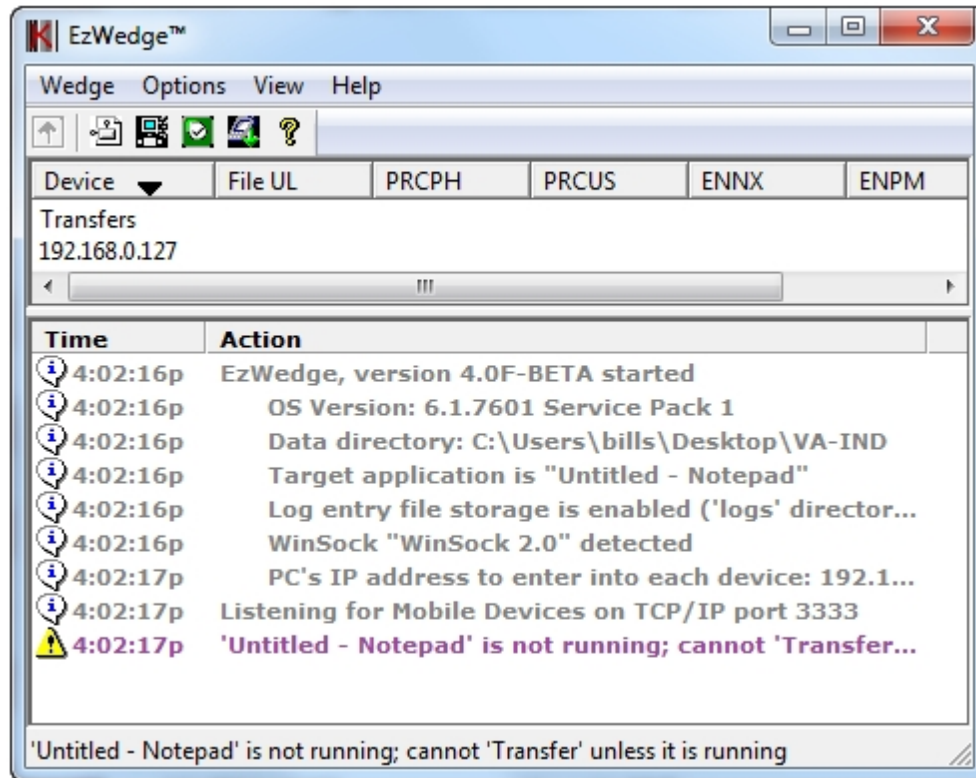 EzWedge™
Wedge Options View Help
Device File UL PRCPH PRCUS ENNX ENPM
Transfers
192.168.0.127
Time Action
4:02:16p EzWedge, version 4.0F-BETA started
4:02:16p OS Version: 6.1.7601 Service Pack 1
4:02:16p Data directory: C:\Users\bills\Desktop\VA-IND
4:02:16p Target application is "Untitled - Notepad"
4:02:16p Log entry file storage is enabled ('logs' director...
4:02:16p WinSock "WinSock 2.0" detected
4:02:17p PC's IP address to enter into each device: 192.1...
4:02:17p Listening for Mobile Devices on TCP/IP port 3333
4:02:17p 'Untitled - Notepad' is not running; cannot 'Transfer...
'Untitled - Notepad' is not running; cannot 'Transfer' unless it is running